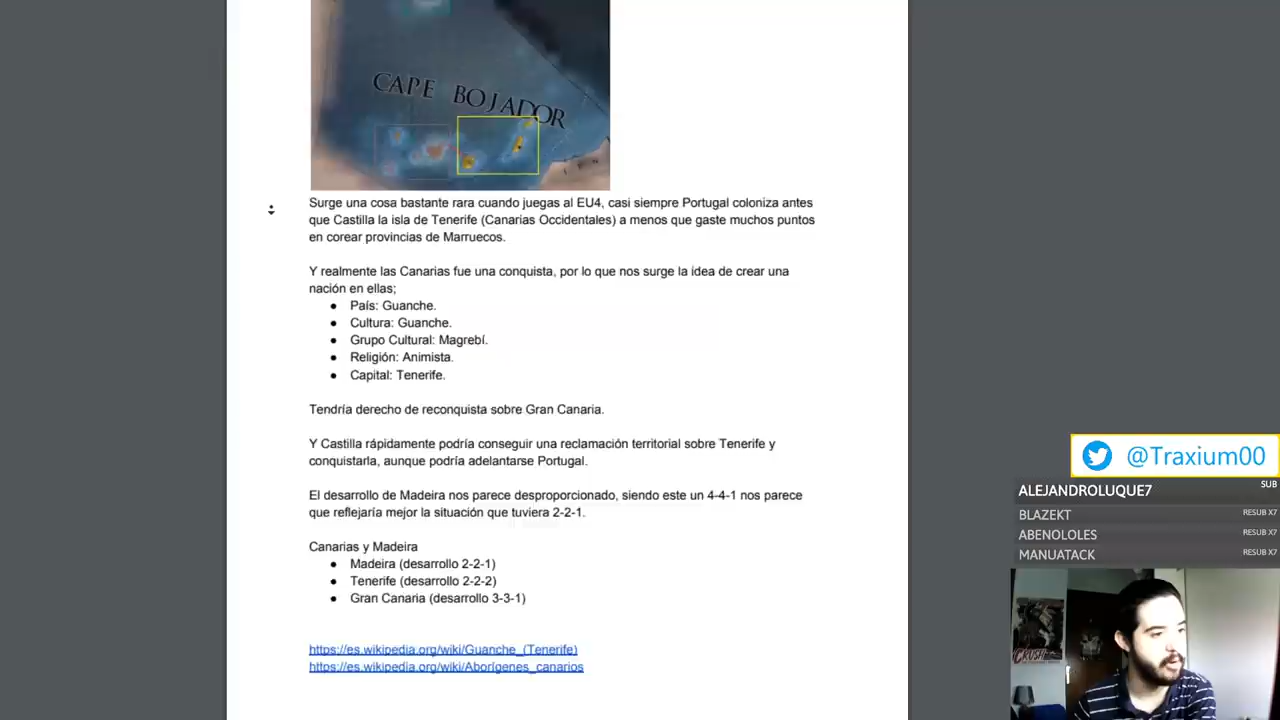 CAPE BOJADOR
Surge una cosa bastante rara cuando juegas al EU4, casi siempre Portugal coloniza antes
que Castilla la isla de Tenerife (Canarias Occidentales) a menos que gaste muchos puntos
en corear provincias de Marruecos.
Y realmente las Canarias fue una conquista, por lo que nos surge la idea de crear una
nación en ellas;
● País: Guanche.
● Cultura: Guanche.
● Grupo Cultural: Magrebí.
● Religión: Animista.
● Capital: Tenerife.
Tendría derecho de reconquista sobre Gran Canaria.
Y Castilla rápidamente podría conseguir una reclamación territorial sobre Tenerife y
conquistarla, aunque podría adelantarse Portugal.
El desarrollo de Madeira nos parece desproporcionado, siendo este un 4-4-1 nos parece
que reflejaría mejor la situación que tuviera 2-2-1.
Canarias y Madeira
● Madeira (desarrollo 2-2-1)
● Tenerife (desarrollo 2-2-2)
● Gran Canaria (desarrollo 3-3-1)
https://es.wikipedia.org/wiki/Guanche_(Tenerife)
https://es.wikipedia.org/wiki/Aborígenes_canarios
@Traxium00
ALEJANDROLUQUE7 SUB
BLAZEKT RESUB X7
ABENOLOLES RESUB X7
MANUATACK RESUB X7
CRUSH